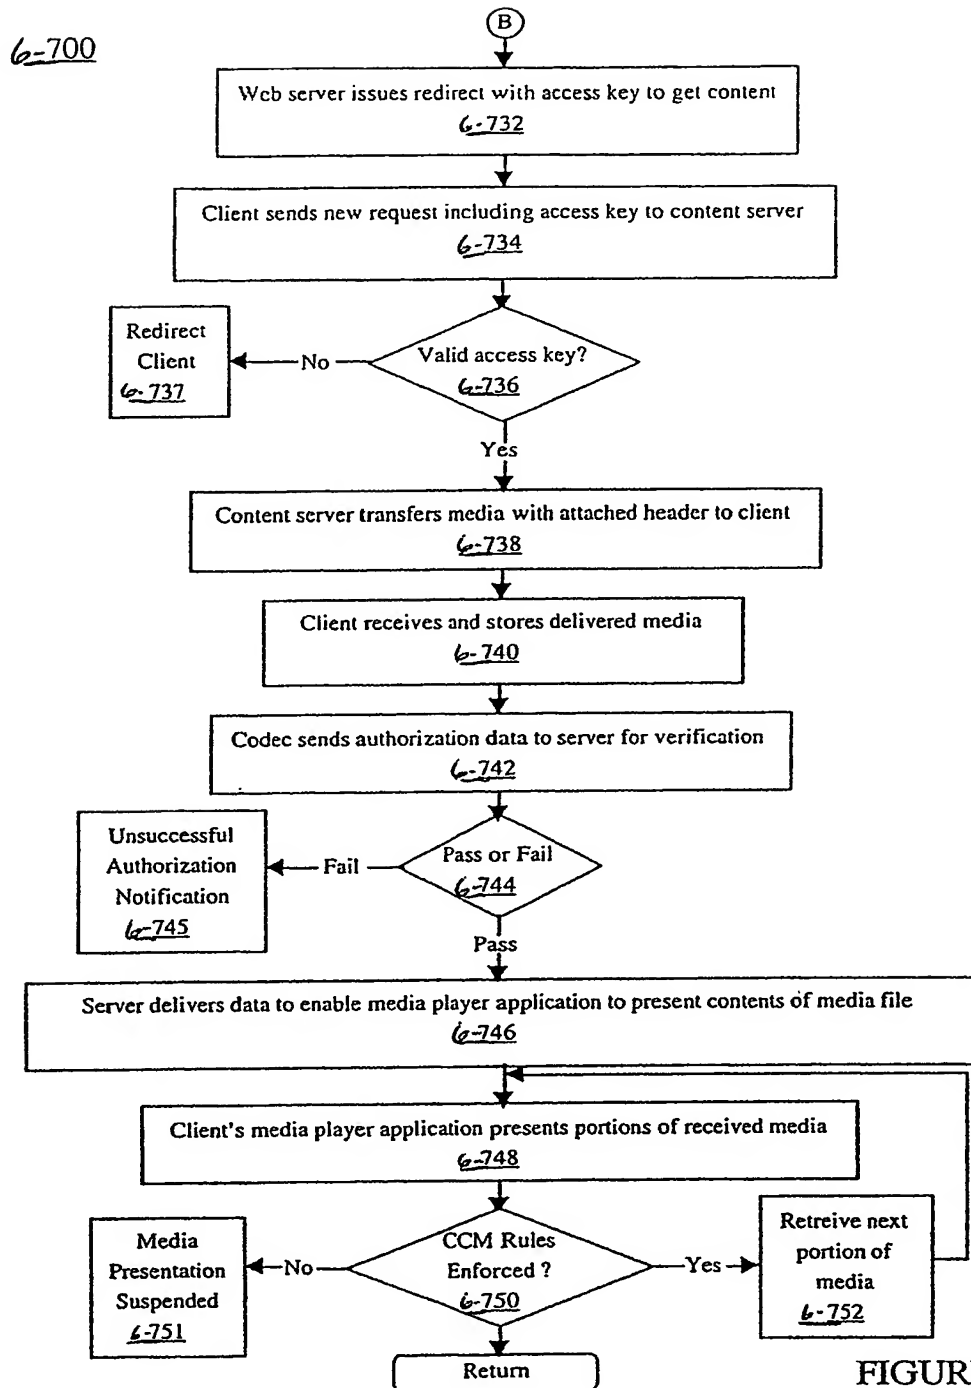 B
6-700
Web server issues redirect with access key to get content
6-732
Client sends new request including access key to content server
6-734
Redirect
Client
6-737
No
Valid access key?
6-736
Yes
Content server transfers media with attached header to client
6-738
Client receives and stores delivered media
6-740
Codec sends authorization data to server for verification
6-742
Unsuccessful
Authorization
Notification
6-745
Fail
Pass or Fail
6-744
Pass
Server delivers data to enable media player application to present contents of media file
6-746
Client's media player application presents portions of received media
6-748
Media
Presentation
Suspended
6-751
No
CCM Rules
Enforced ?
6-750
Yes
Retreive next
portion of
media
6-752
Return
FIGUR